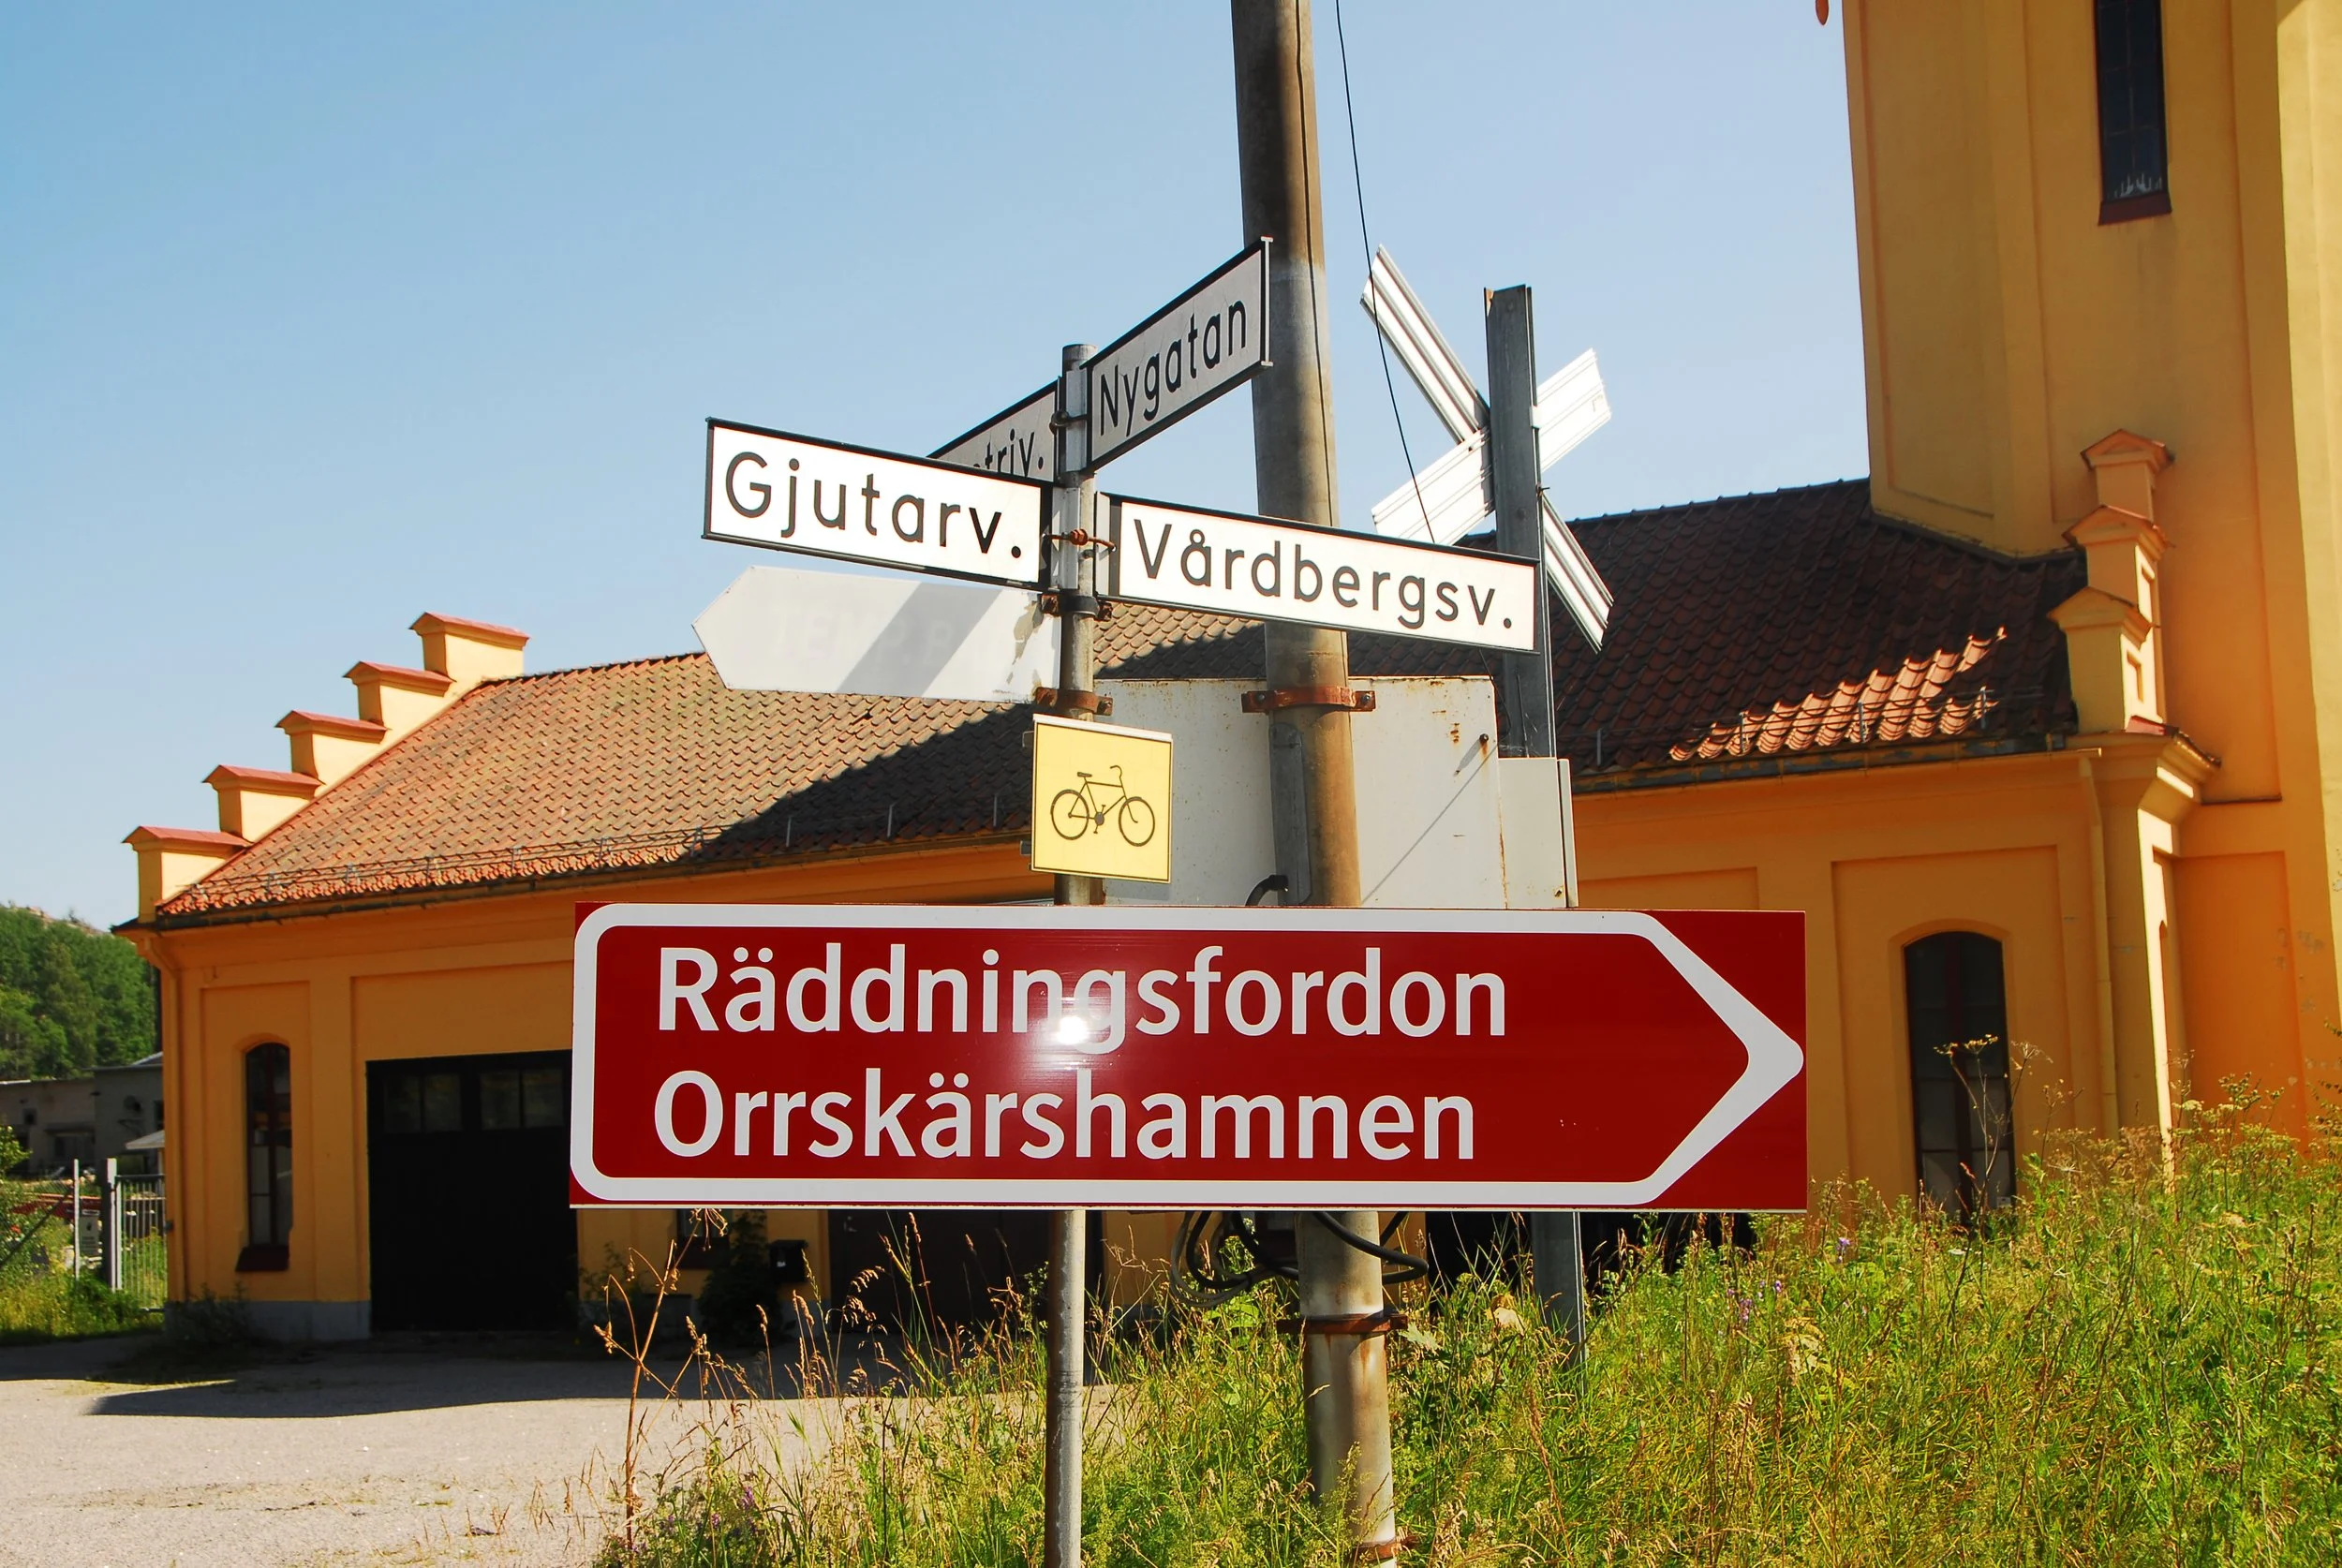 Nygatan
Gjutarv.
Vårdbergsv.
Räddningsfordon
Orrskärshamnen